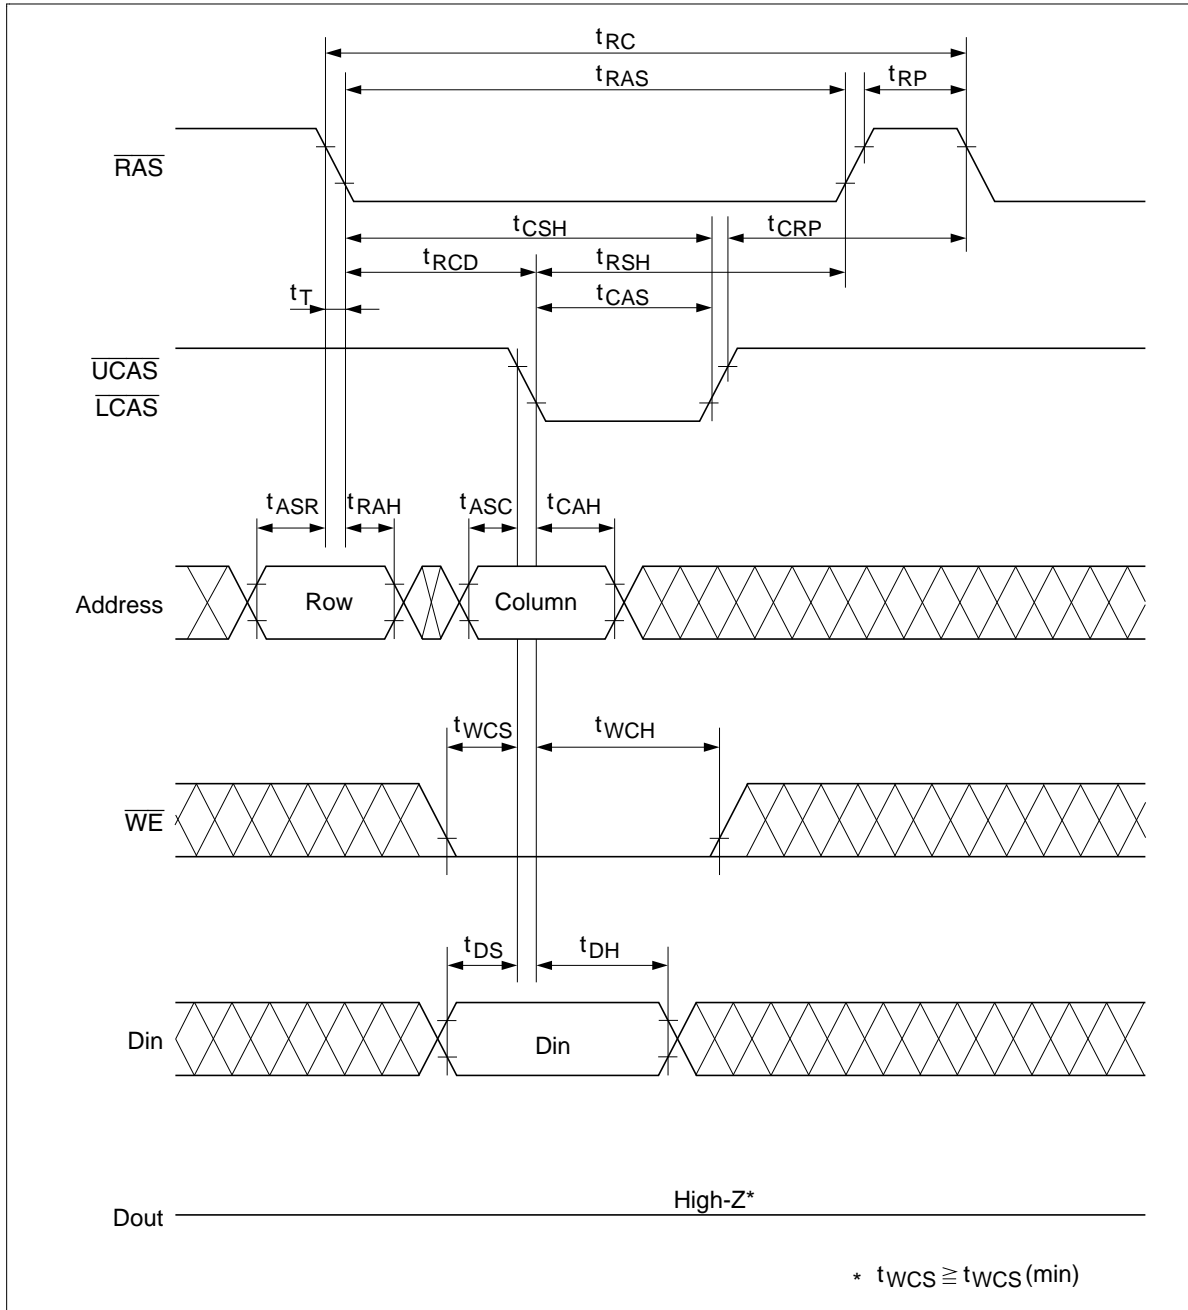 tRC
tRAS
tRP
RAS
tCSH
tCRP
tRCD
tRSH
tT
tCAS
UCAS
LCAS
tASR
tRAH
tASC
tCAH
Address
Row
Column
tWCS
tWCH
WE
tDS
tDH
Din
Din
High-Z*
Dout
* tWCS ≧ tWCS (min)